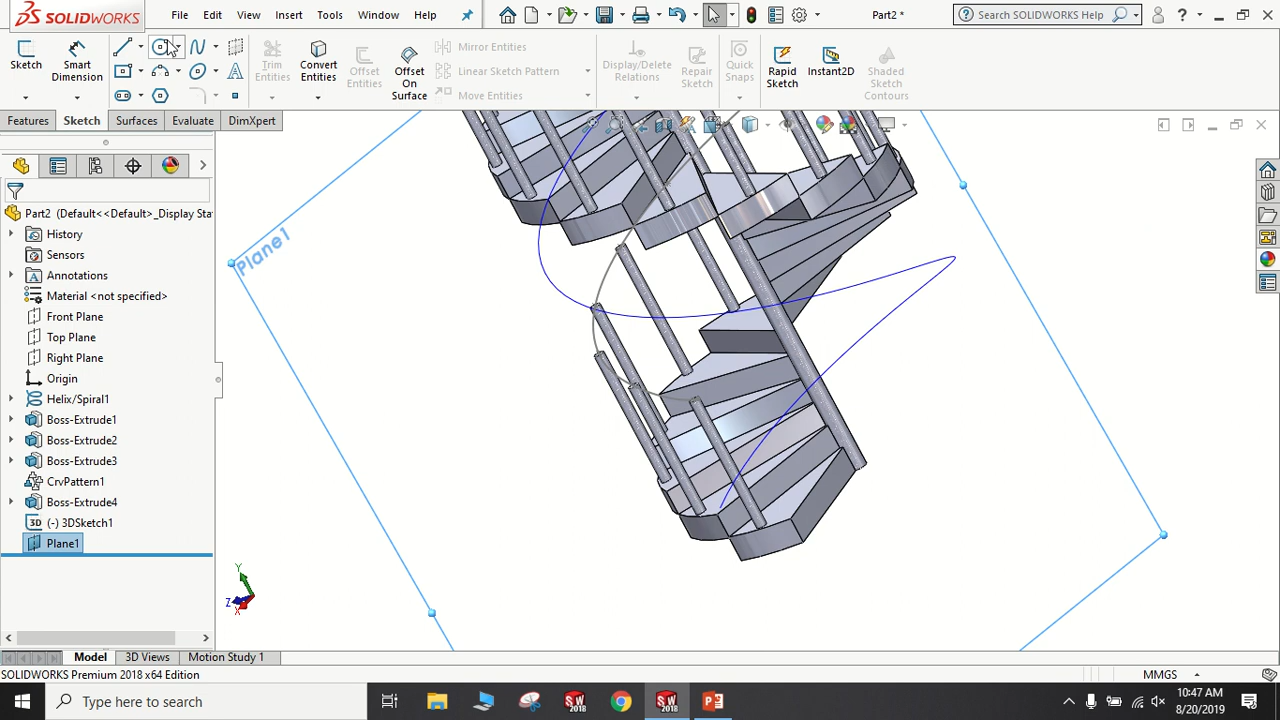 SOLIDWORKS
File Edit View Insert Tools Window Help
Part2 *
Search SOLIDWORKS Help
Sketch
Smart Dimension
Trim Entities
Convert Entities
Offset Entities
Offset On Surface
Mirror Entities
Linear Sketch Pattern
Move Entities
Display/Delete Relations
Repair Sketch
Quick Snaps
Rapid Sketch
Instant2D
Shaded Sketch Contours
Features Sketch Surfaces Evaluate DimXpert
Part2 (Default<<Default>_Display Sta
History
Sensors
Annotations
Material <not specified>
Front Plane
Top Plane
Right Plane
Origin
Helix/Spiral1
Boss-Extrude1
Boss-Extrude2
Boss-Extrude3
CrvPattern1
Boss-Extrude4
3D (-) 3DSketch1
Plane1
Plane1
Y
Z
X
Model 3D Views Motion Study 1
SOLIDWORKS Premium 2018 x64 Edition
MMGS
Type here to search
10:47 AM
8/20/2019